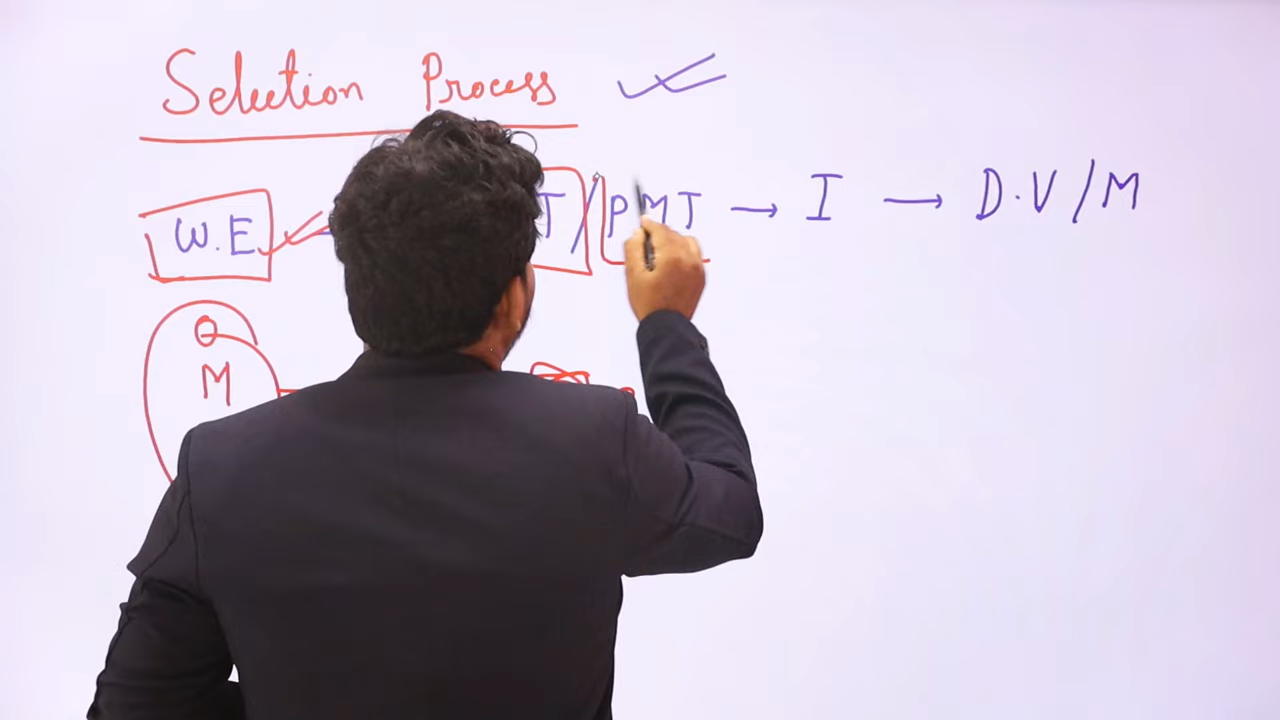 Selection Process
W.E T/PMT → I → D.V/M
Q
M